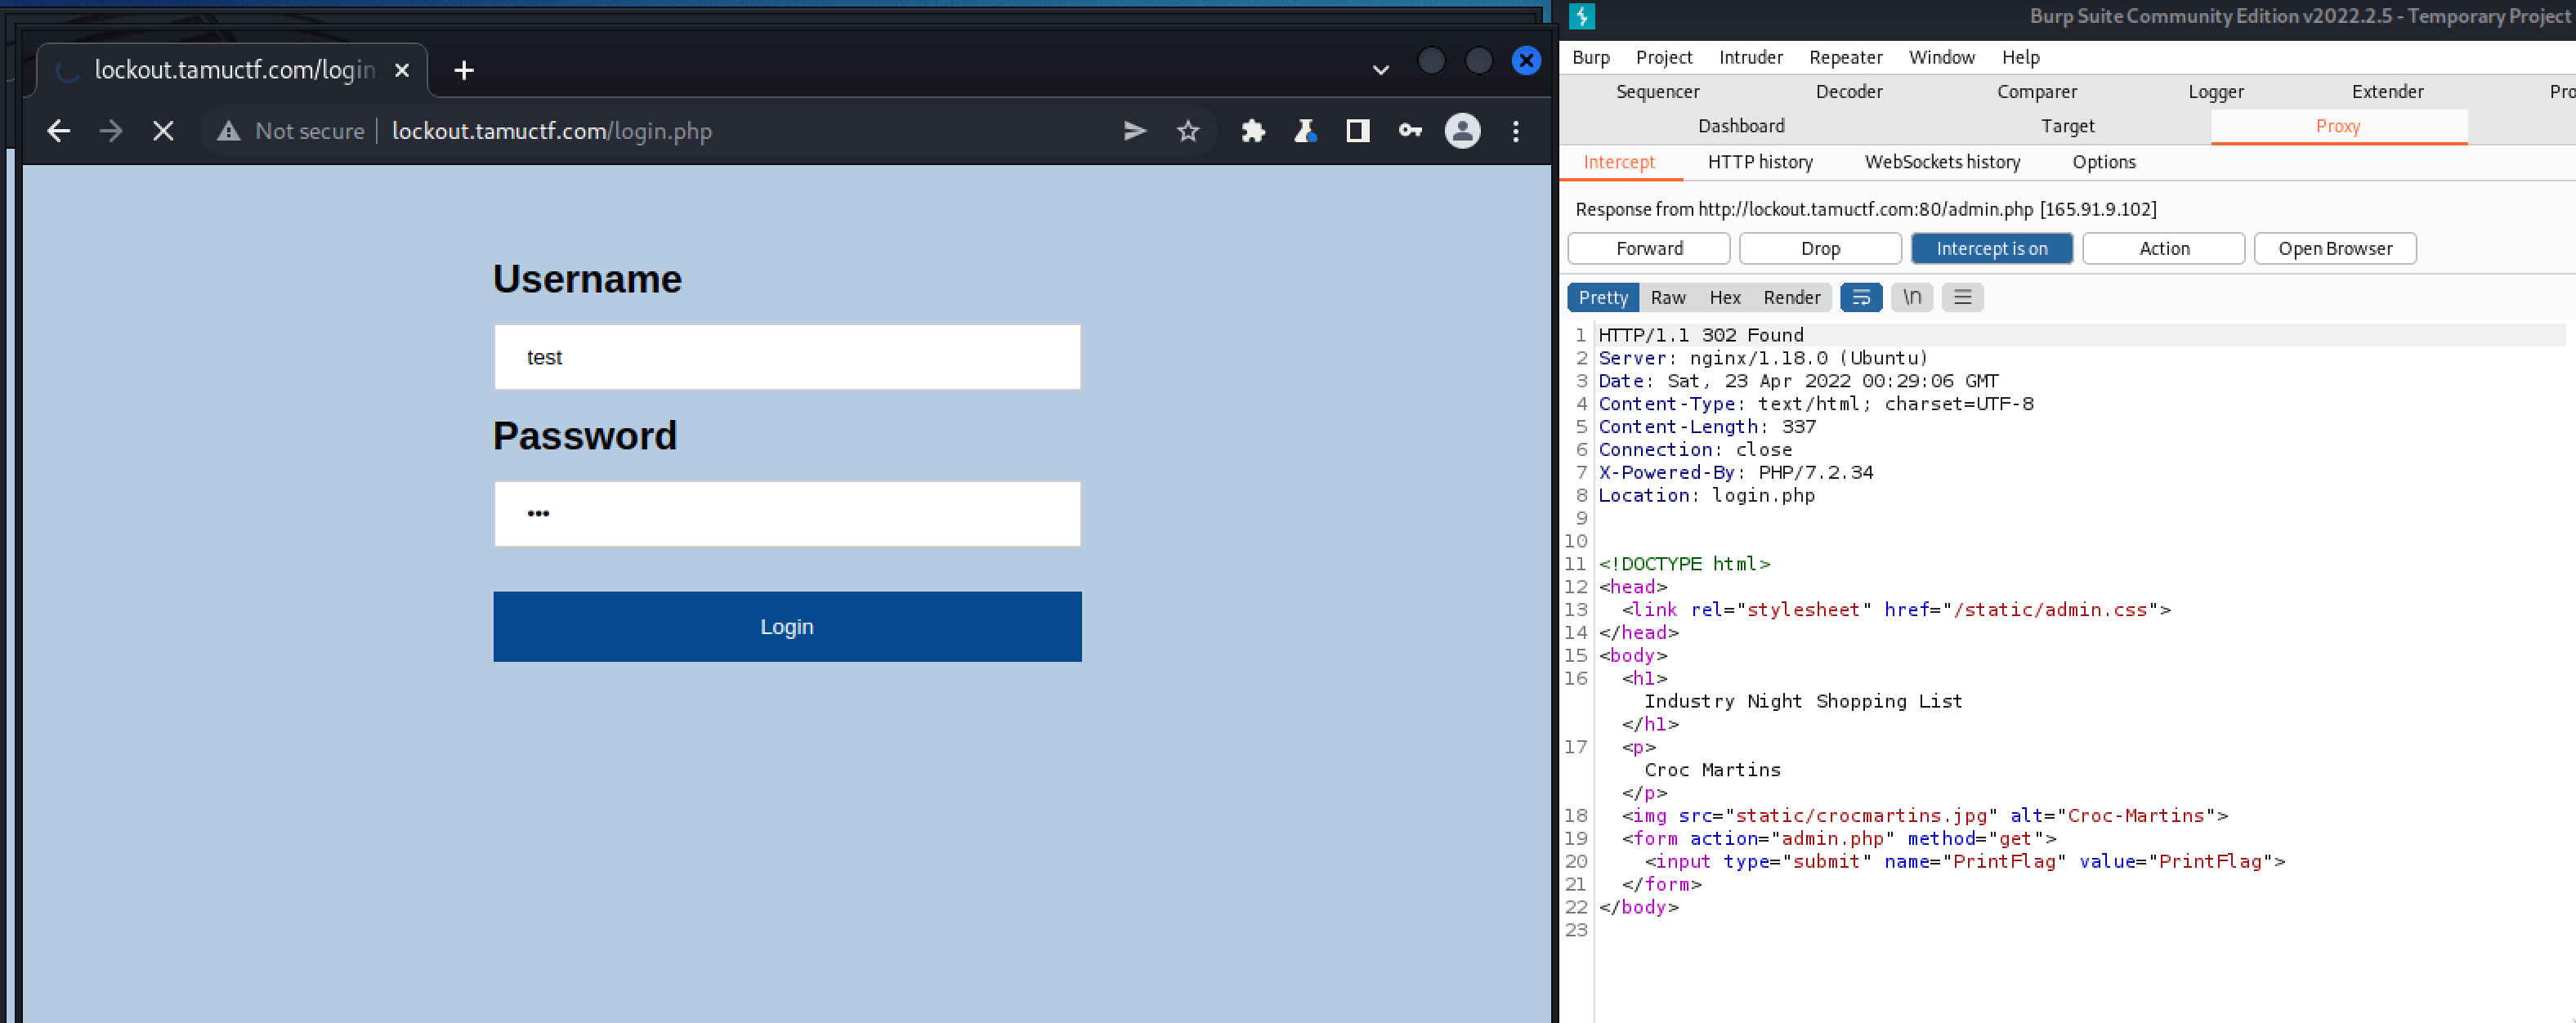 lockout.tamuctf.com/login
Not secure
lockout.tamuctf.com/login.php
Username
test
Password
•••
Login
Burp Suite Community Edition v2022.2.5 - Temporary Project
Burp Project Intruder Repeater Window Help
Sequencer Decoder Comparer Logger Extender
Dashboard Target Proxy
Intercept HTTP history WebSockets history Options
Response from http://lockout.tamuctf.com:80/admin.php [165.91.9.102]
Forward Drop Intercept is on Action Open Browser
Pretty Raw Hex Render \n
1 HTTP/1.1 302 Found
2 Server: nginx/1.18.0 (Ubuntu)
3 Date: Sat, 23 Apr 2022 00:29:06 GMT
4 Content-Type: text/html; charset=UTF-8
5 Content-Length: 337
6 Connection: close
7 X-Powered-By: PHP/7.2.34
8 Location: login.php
9
10
11 <!DOCTYPE html>
12 <head>
13 <link rel="stylesheet" href="/static/admin.css">
14 </head>
15 <body>
16 <h1>
Industry Night Shopping List
</h1>
17 <p>
Croc Martins
</p>
18 <img src="static/crocmartins.jpg" alt="Croc-Martins">
19 <form action="admin.php" method="get">
20 <input type="submit" name="PrintFlag" value="PrintFlag">
21 </form>
22 </body>
23